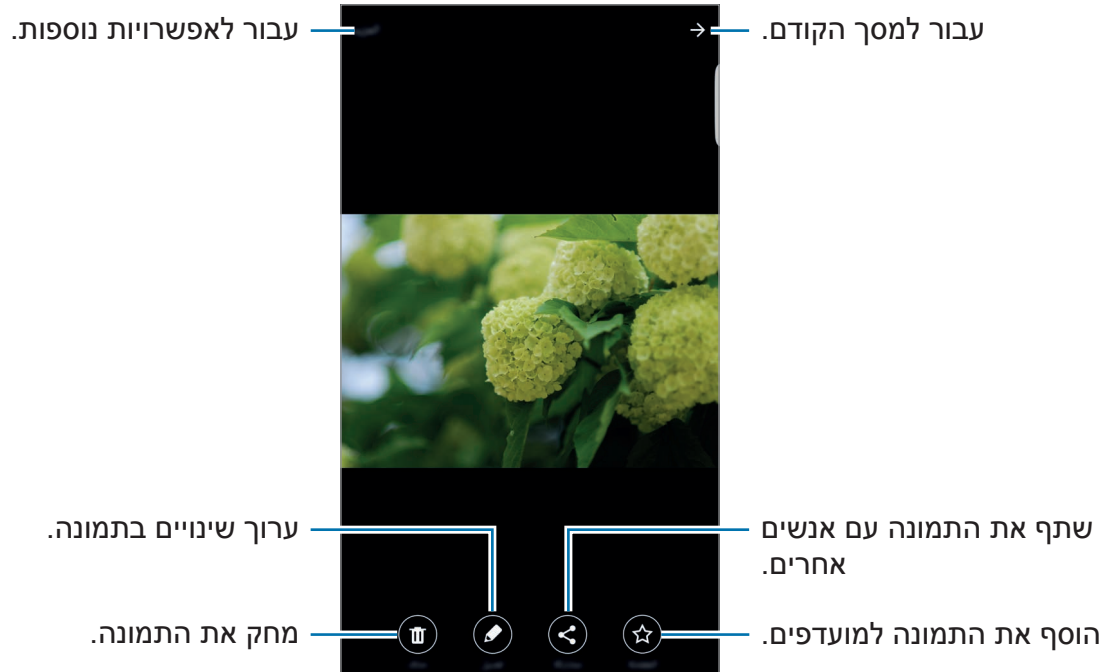 עבור למסך הקודם.
עבור לאפשרויות נוספות.
שתף את התמונה עם אנשים
אחרים.
ערוך שינויים בתמונה.
הוסף את התמונה למועדפים.
מחק את התמונה.